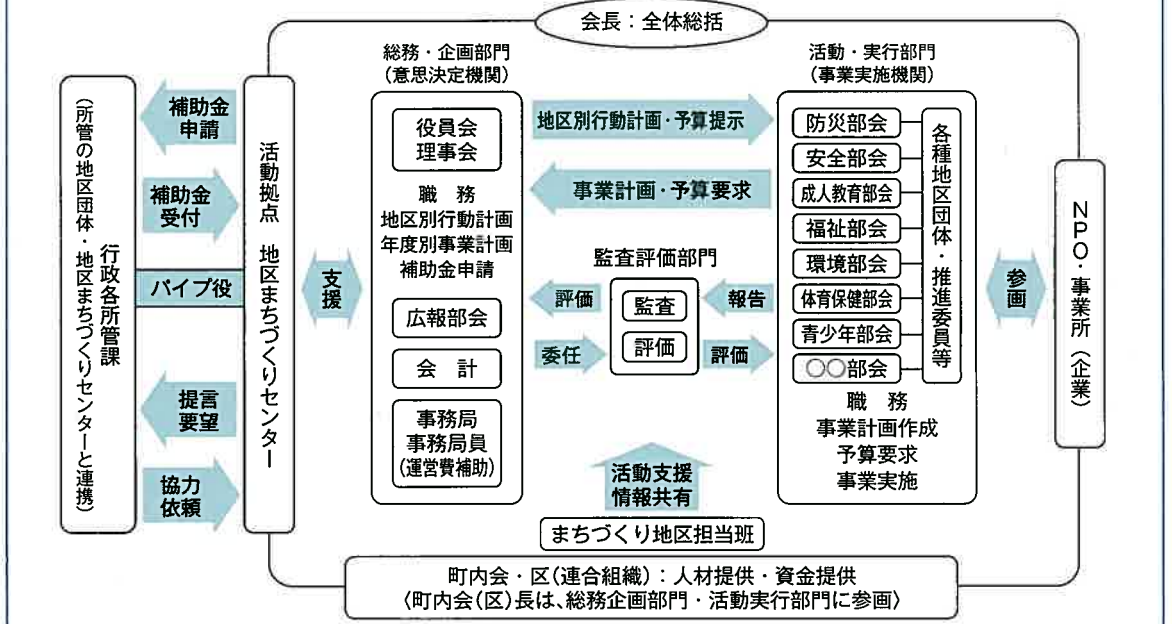 会長：全体総括
総務・企画部門
（意思決定機関）
活動・実行部門
（事業実施機関）
行政各所管課
（所管の地区団体・地区まちづくりセンターと連携）
補助金
申請
補助金
受付
パイプ役
提言
要望
協力
依頼
活動拠点　地区まちづくりセンター
支援
役員会
理事会
職　務
地区別行動計画
年度別事業計画
補助金申請
広報部会
会　計
事務局
事務局員
（運営費補助）
地区別行動計画・予算提示
事業計画・予算要求
監査評価部門
監査
評価
評価
委任
報告
評価
防災部会
安全部会
成人教育部会
福祉部会
環境部会
体育保健部会
青少年部会
〇〇部会
各種地区団体・推進委員等
職　務
事業計画作成
予算要求
事業実施
参画
NPO・事業所（企業）
活動支援
情報共有
まちづくり地区担当班
町内会・区（連合組織）：人材提供・資金提供
〈町内会（区）長は、総務企画部門・活動実行部門に参画〉